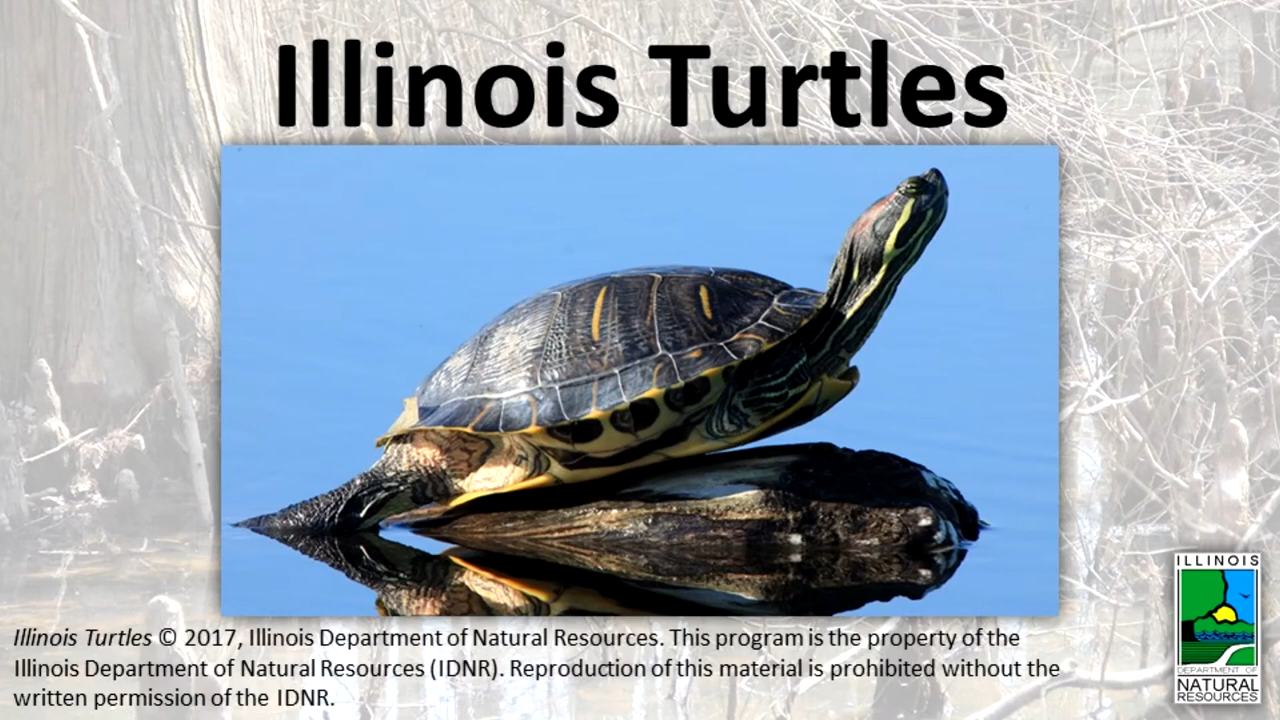 Illinois Turtles
Illinois Turtles © 2017, Illinois Department of Natural Resources. This program is the property of the
Illinois Department of Natural Resources (IDNR). Reproduction of this material is prohibited without the
written permission of the IDNR.
ILLINOIS
DEPARTMENT OF
NATURAL
RESOURCES